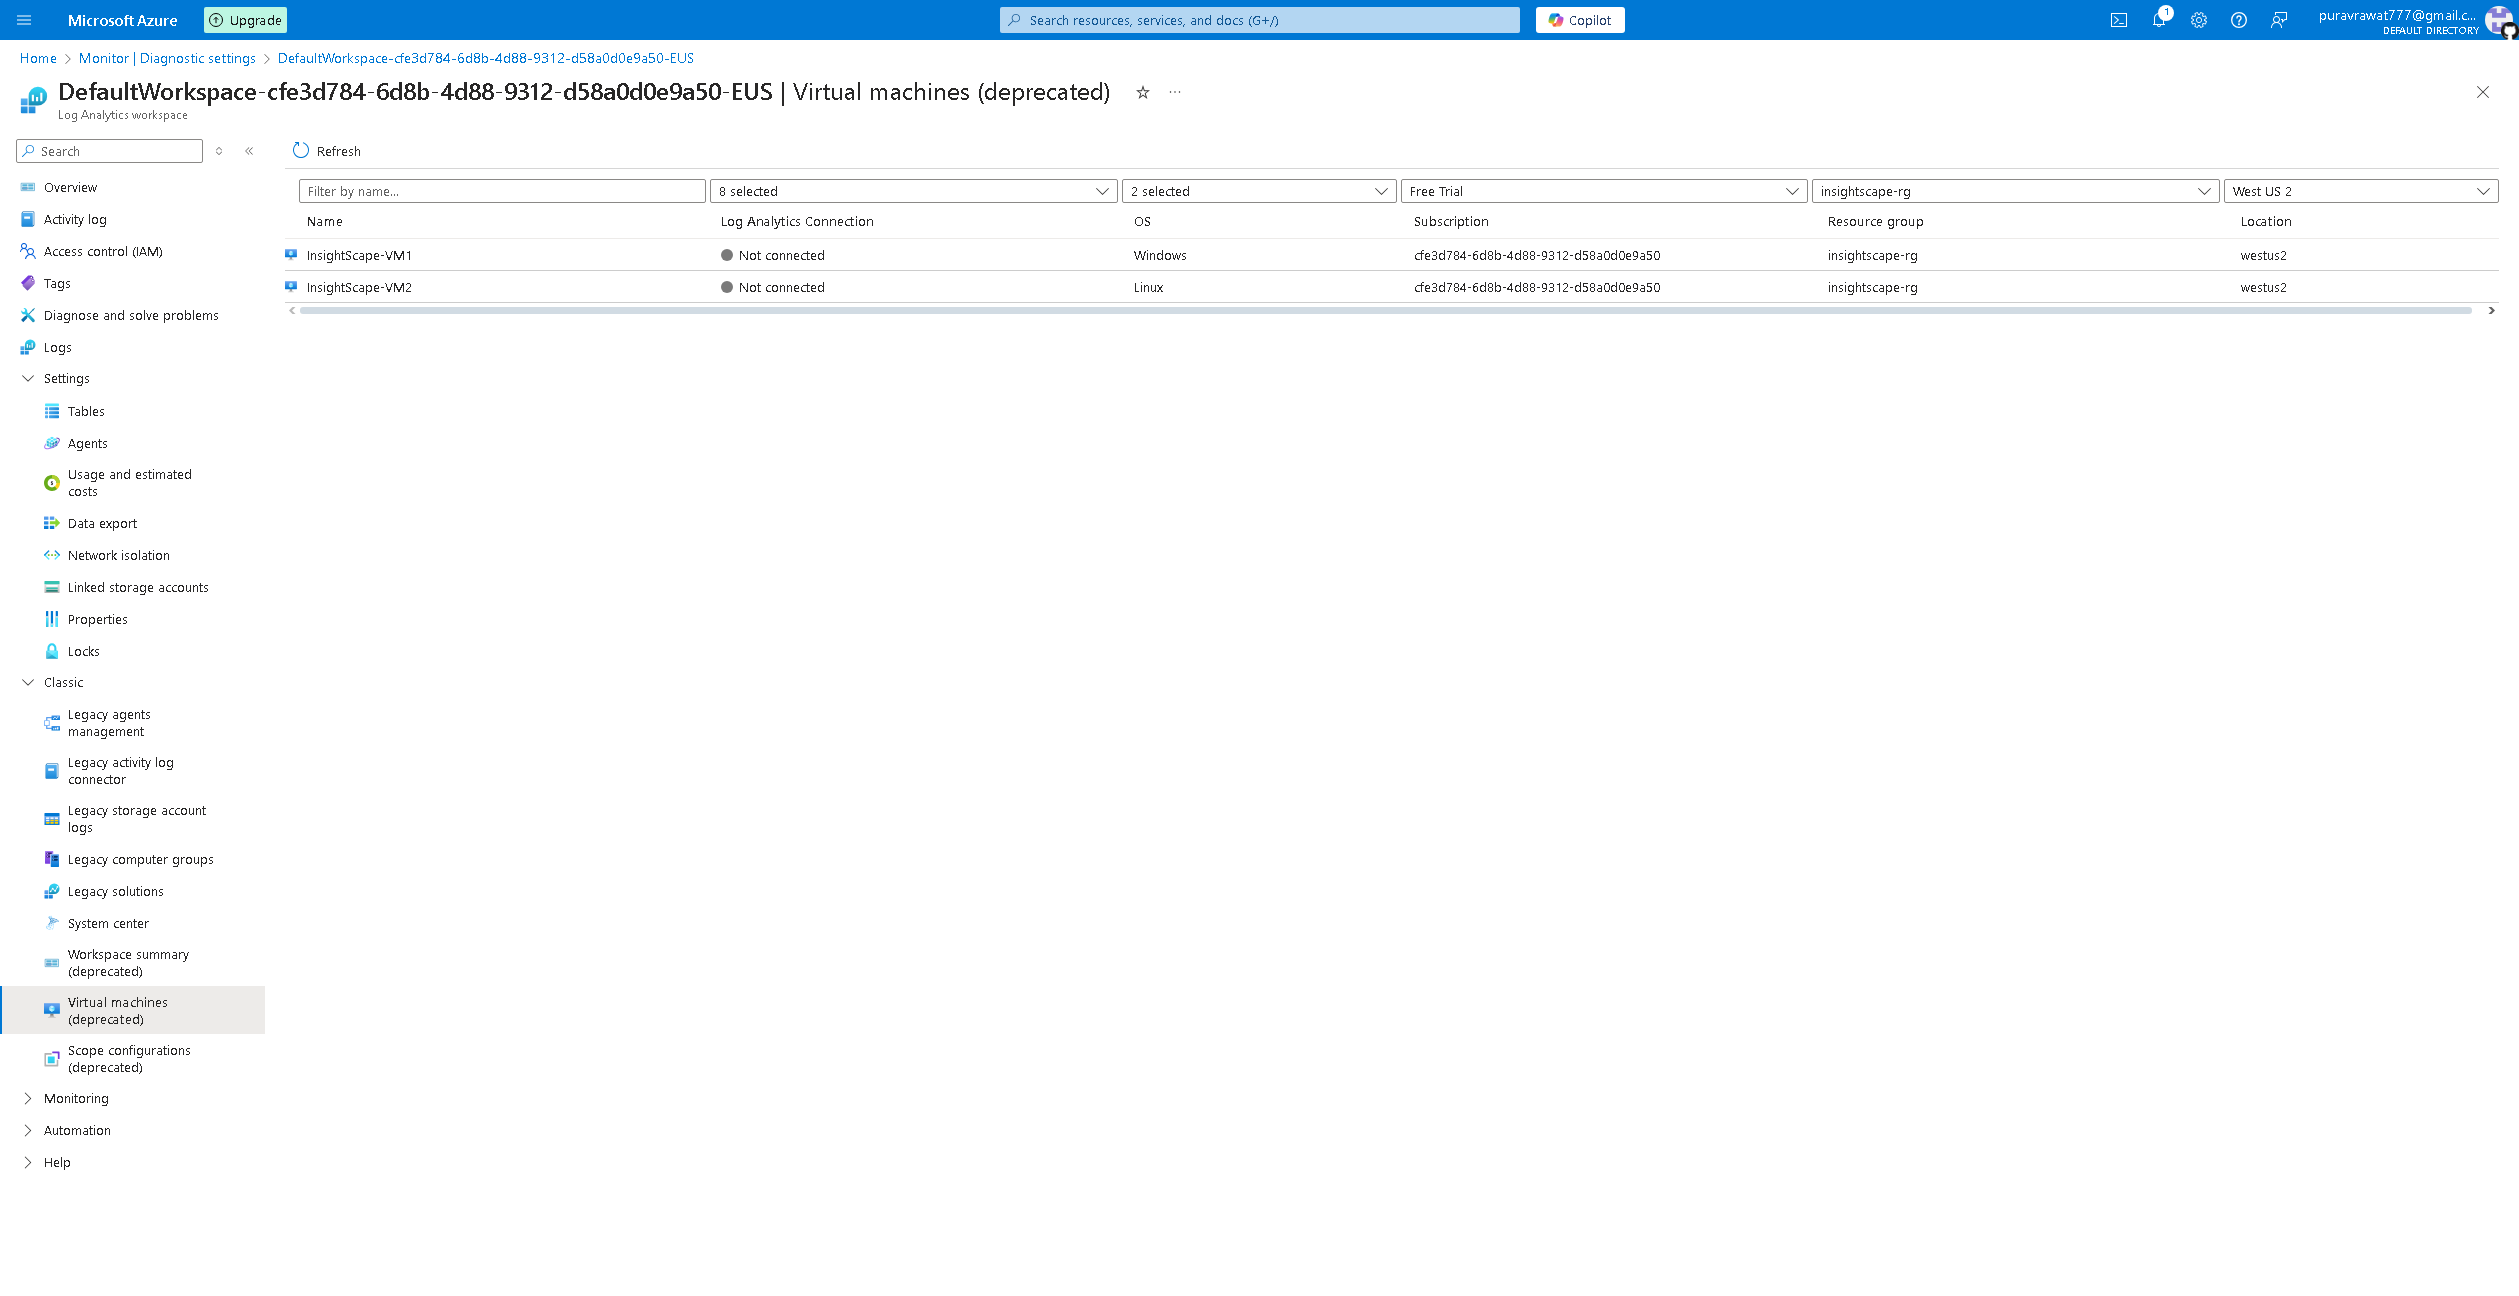 Microsoft Azure
Upgrade
Search resources, services, and docs (G+/)
Copilot
1
puravrawat777@gmail.c...
DEFAULT DIRECTORY
Home > Monitor | Diagnostic settings > DefaultWorkspace-cfe3d784-6d8b-4d88-9312-d58a0d0e9a50-EUS
DefaultWorkspace-cfe3d784-6d8b-4d88-9312-d58a0d0e9a50-EUS | Virtual machines (deprecated)
Log Analytics workspace
Search
Refresh
Overview
Activity log
Access control (IAM)
Tags
Diagnose and solve problems
Logs
Settings
Tables
Agents
Usage and estimated
costs
Data export
Network isolation
Linked storage accounts
Properties
Locks
Classic
Legacy agents
management
Legacy activity log
connector
Legacy storage account
logs
Legacy computer groups
Legacy solutions
System center
Workspace summary
(deprecated)
Virtual machines
(deprecated)
Scope configurations
(deprecated)
Monitoring
Automation
Help
Filter by name... 8 selected 2 selected Free Trial insightscape-rg West US 2
Name Log Analytics Connection OS Subscription Resource group Location
InsightScape-VM1 Not connected Windows cfe3d784-6d8b-4d88-9312-d58a0d0e9a50 insightscape-rg westus2
InsightScape-VM2 Not connected Linux cfe3d784-6d8b-4d88-9312-d58a0d0e9a50 insightscape-rg westus2